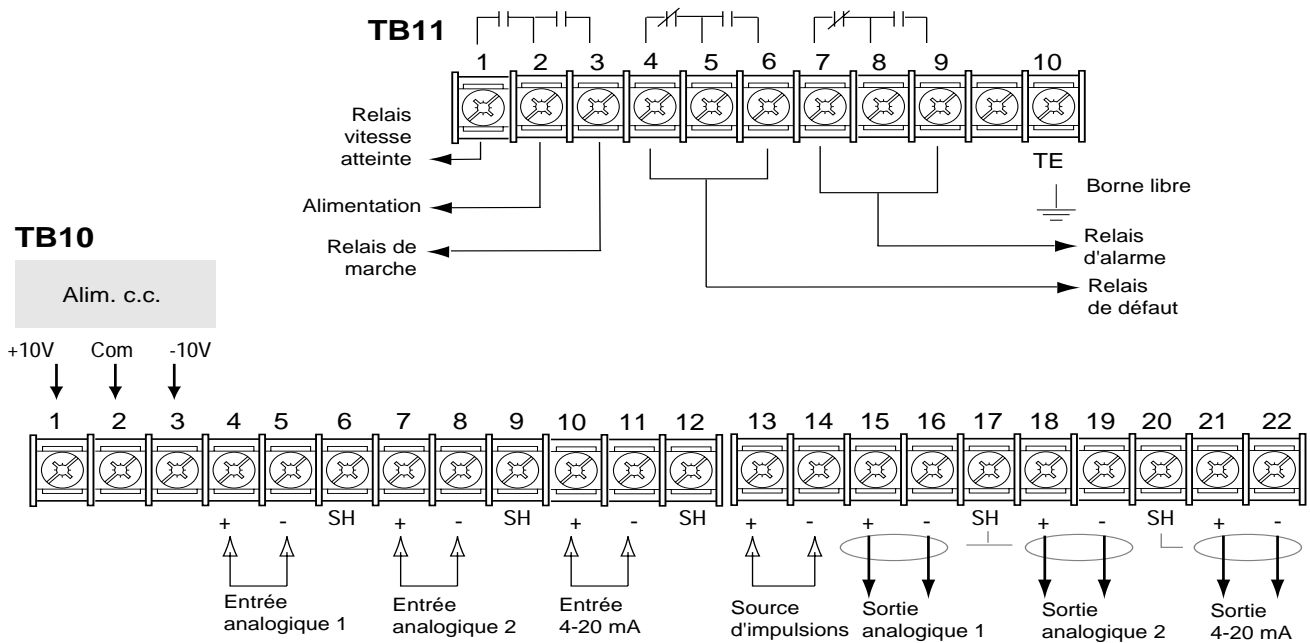 TB11
1 2 3 4 5 6 7 8 9 10
Relais
vitesse
atteinte
TE
Borne libre
Alimentation
Relais de
marche
Relais
d'alarme
Relais
de défaut
TB10
Alim. c.c.
+10V Com -10V
1 2 3 4 5 6 7 8 9 10 11 12 13 14 15 16 17 18 19 20 21 22
+ - SH + - SH + - SH + - + - SH + - SH + -
Entrée
analogique 1
Entrée
analogique 2
Entrée
4-20 mA
Source
d'impulsions
Sortie
analogique 1
Sortie
analogique 2
Sortie
4-20 mA